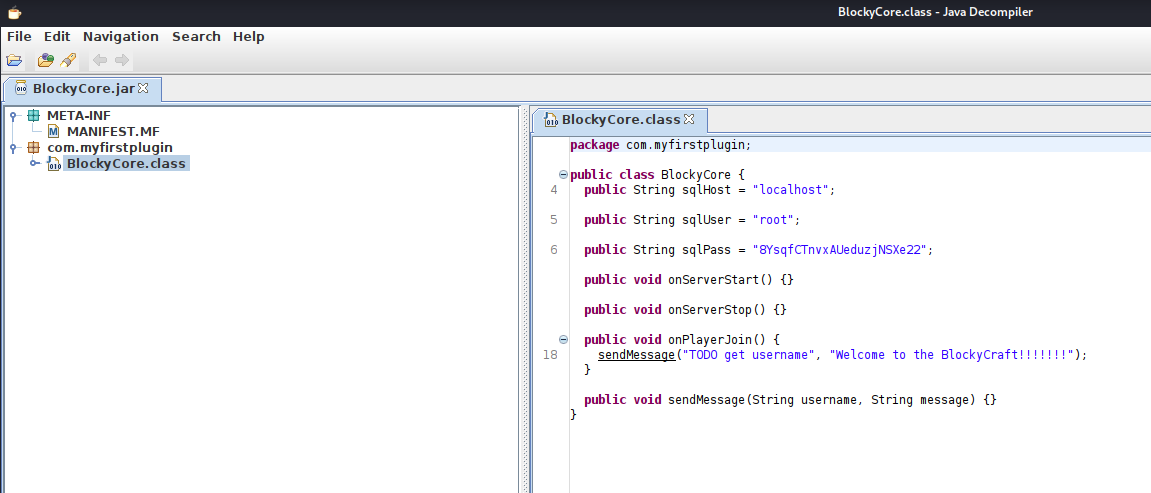 BlockyCore.class - Java Decompiler
File Edit Navigation Search Help
BlockyCore.jar
META-INF
MANIFEST.MF
com.myfirstplugin
BlockyCore.class
BlockyCore.class
package com.myfirstplugin;
public class BlockyCore {
4 public String sqlHost = "localhost";
5 public String sqlUser = "root";
6 public String sqlPass = "8YsqfCTnvxAUeduzjNSXe22";
public void onServerStart() {}
public void onServerStop() {}
public void onPlayerJoin() {
18 sendMessage("TODO get username", "Welcome to the BlockyCraft!!!!!!!");
}
public void sendMessage(String username, String message) {}
}